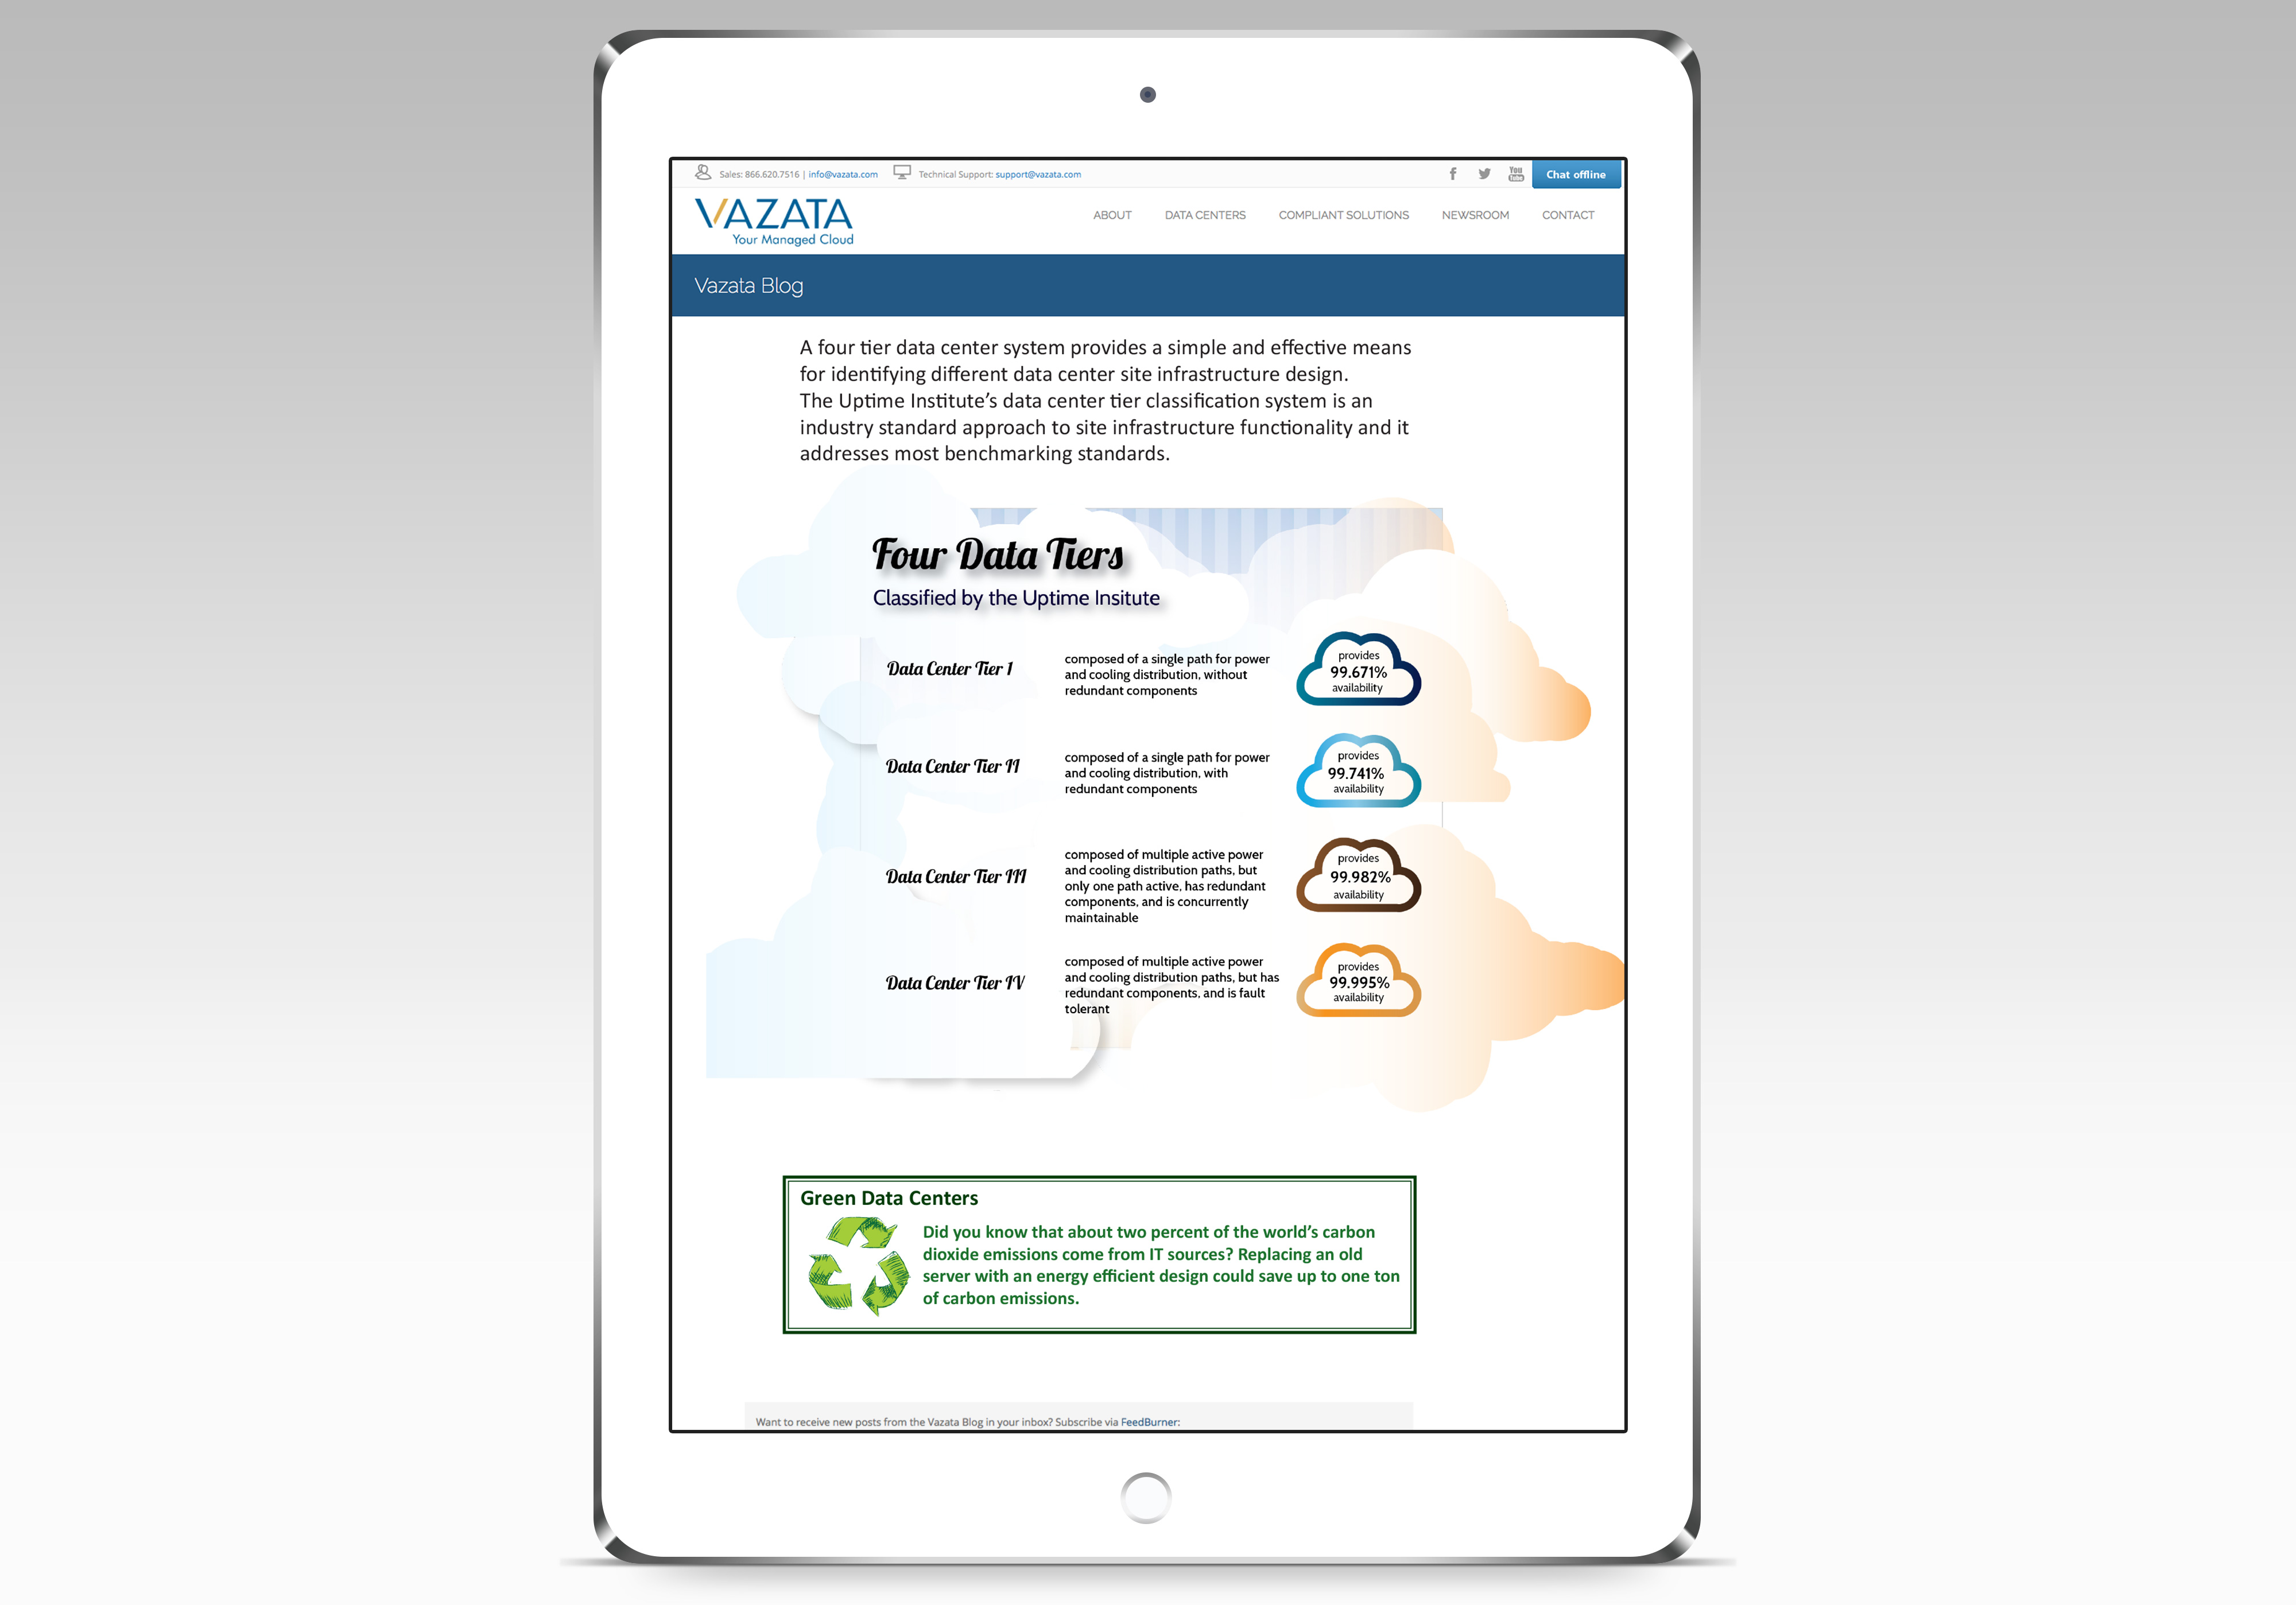 Sales: 866.620.7516 | info@vazata.com
Technical Support: support@vazata.com
f
You
Tube
Chat offline
VAZATA
Your Managed Cloud
ABOUT
DATA CENTERS
COMPLIANT SOLUTIONS
NEWSROOM
CONTACT
Vazata Blog
A four tier data center system provides a simple and effective means
for identifying different data center site infrastructure design.
The Uptime Institute’s data center tier classification system is an
industry standard approach to site infrastructure functionality and it
addresses most benchmarking standards.
Four Data Tiers
Classified by the Uptime Insitute
Data Center Tier 1
composed of a single path for power
and cooling distribution, without
redundant components
provides
99.671%
availability
Data Center Tier II
composed of a single path for power
and cooling distribution, with
redundant components
provides
99.741%
availability
Data Center Tier III
composed of multiple active power
and cooling distribution paths, but
only one path active, has redundant
components, and is concurrently
maintainable
provides
99.982%
availability
Data Center Tier IV
composed of multiple active power
and cooling distribution paths, but has
redundant components, and is fault
tolerant
provides
99.995%
availability
Green Data Centers
Did you know that about two percent of the world’s carbon
dioxide emissions come from IT sources? Replacing an old
server with an energy efficient design could save up to one ton
of carbon emissions.
Want to receive new posts from the Vazata Blog in your inbox? Subscribe via FeedBurner: